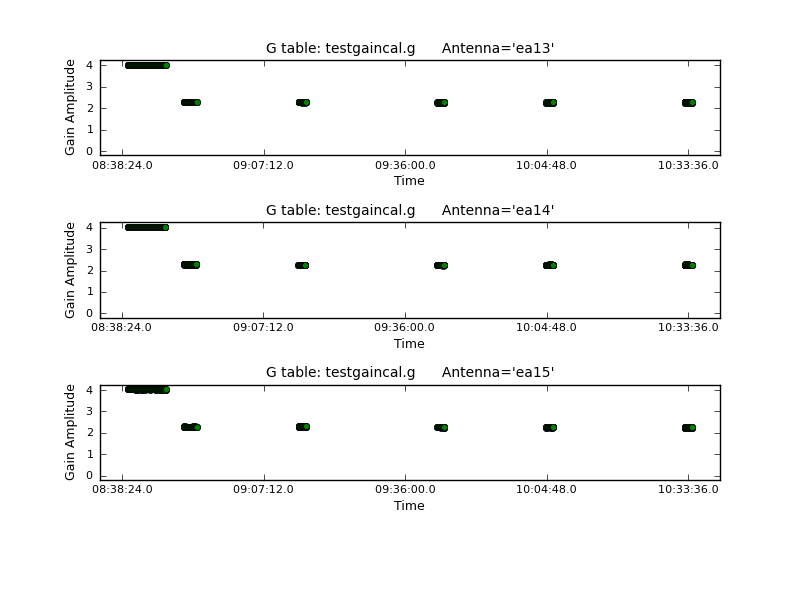 G table: testgaincal.g Antenna='ea13'
Gain Amplitude
4
3
2
1
0
08:38:24.0 09:07:12.0 09:36:00.0 10:04:48.0 10:33:36.0
Time
G table: testgaincal.g Antenna='ea14'
Gain Amplitude
4
3
2
1
0
08:38:24.0 09:07:12.0 09:36:00.0 10:04:48.0 10:33:36.0
Time
G table: testgaincal.g Antenna='ea15'
Gain Amplitude
4
3
2
1
0
08:38:24.0 09:07:12.0 09:36:00.0 10:04:48.0 10:33:36.0
Time